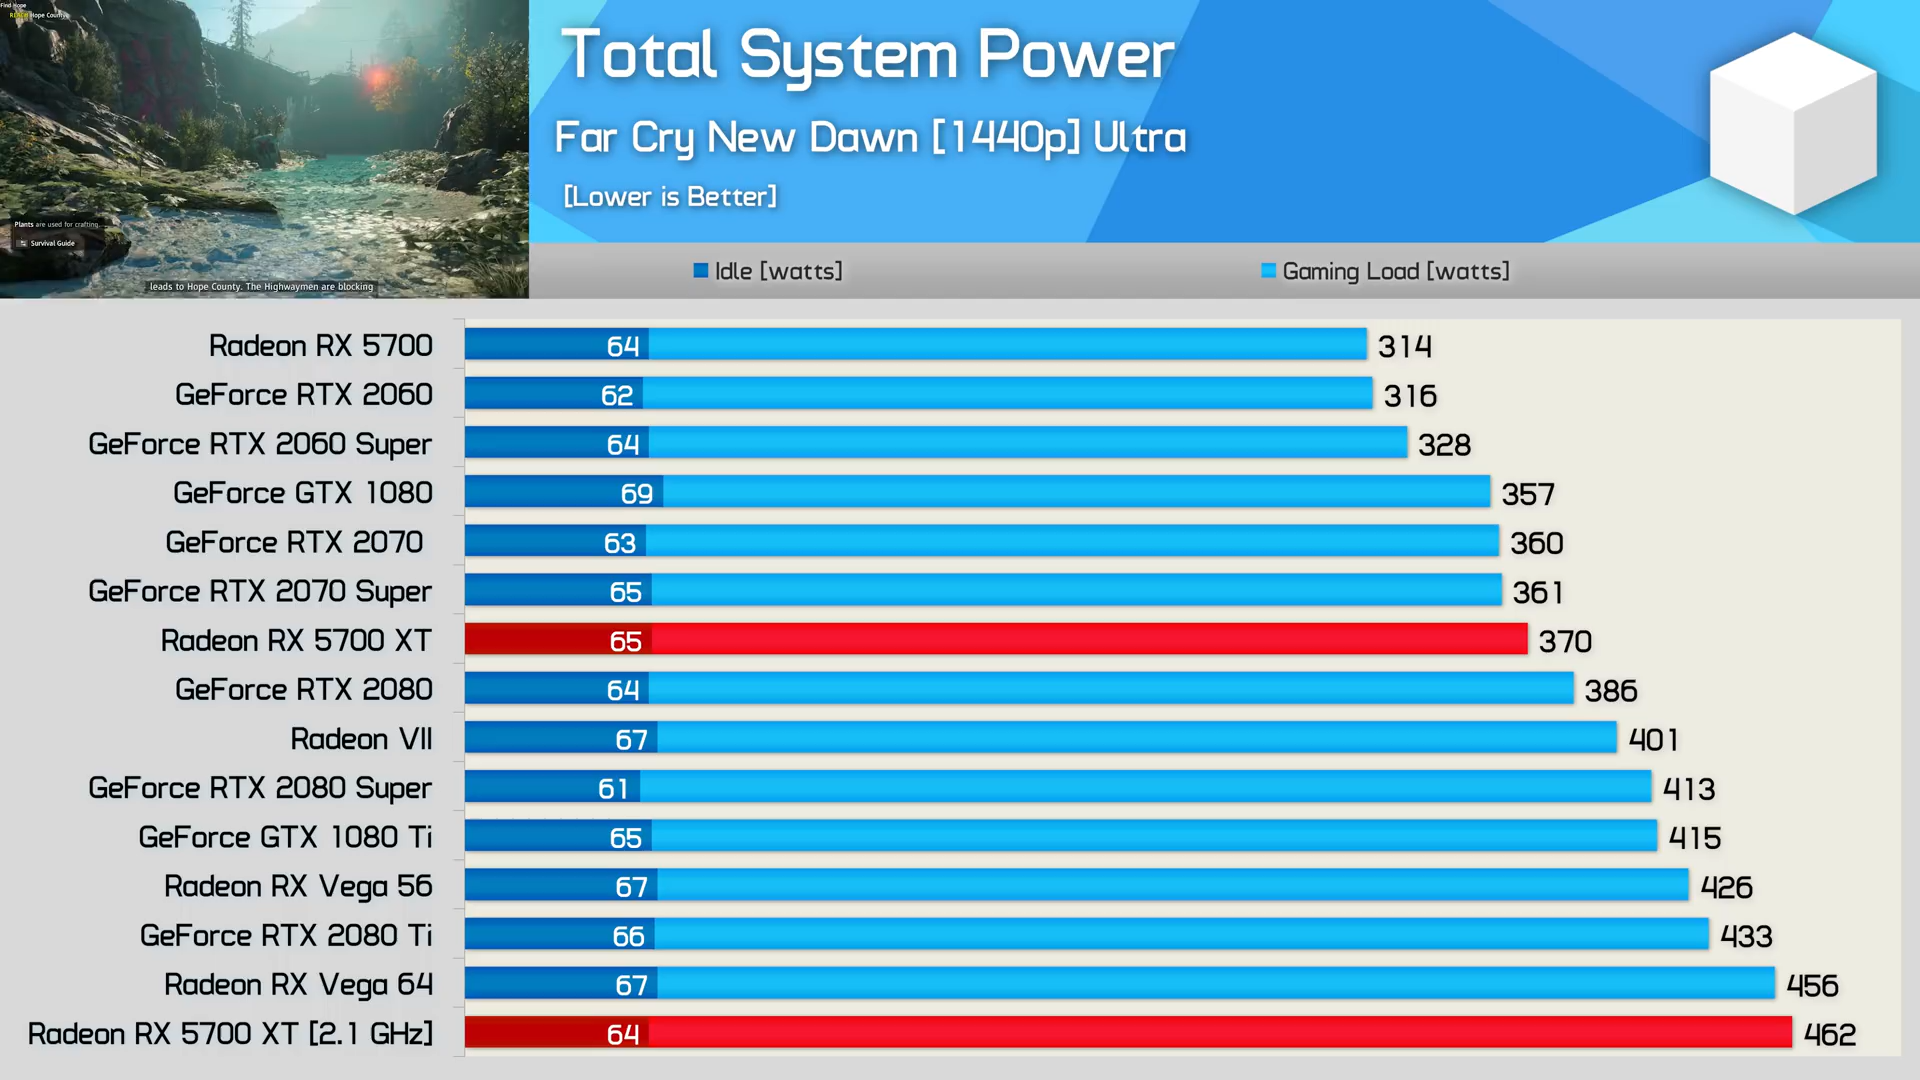 Find Hope
REACH Hope County
Plants are used for crafting.
Survival Guide
leads to Hope County. The Highwaymen are blocking
Total System Power
Far Cry New Dawn [1440p] Ultra
[Lower is Better]
Idle [watts] Gaming Load [watts]
Radeon RX 5700 64 314
GeForce RTX 2060 62 316
GeForce RTX 2060 Super 64 328
GeForce GTX 1080 69 357
GeForce RTX 2070 63 360
GeForce RTX 2070 Super 65 361
Radeon RX 5700 XT 65 370
GeForce RTX 2080 64 386
Radeon VII 67 401
GeForce RTX 2080 Super 61 413
GeForce GTX 1080 Ti 65 415
Radeon RX Vega 56 67 426
GeForce RTX 2080 Ti 66 433
Radeon RX Vega 64 67 456
Radeon RX 5700 XT [2.1 GHz] 64 462